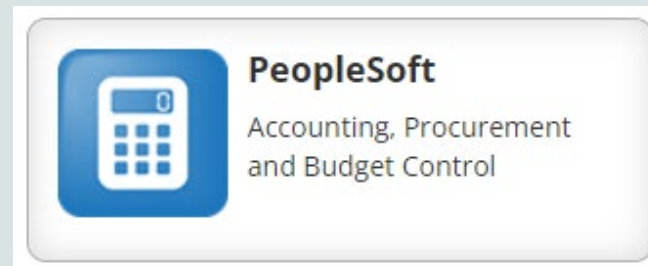 0
PeopleSoft
Accounting, Procurement
and Budget Control